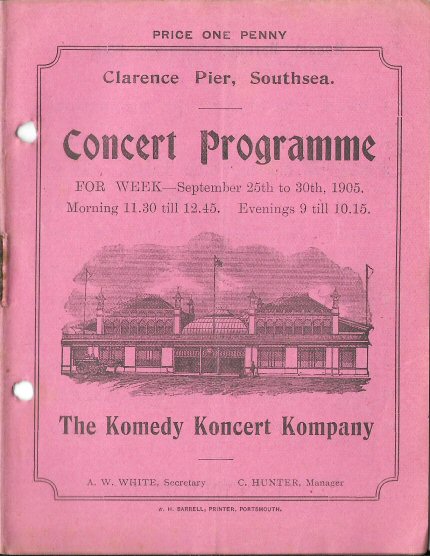 PRICE ONE PENNY
Clarence Pier, Southsea.
Concert Programme
FOR WEEK—September 25th to 30th, 1905.
Morning 11.30 till 12.45. Evenings 9 till 10.15.
The Komedy Koncert Kompany
A. W. WHITE, Secretary C. HUNTER, Manager
W. H. BARRELL, PRINTER, PORTSMOUTH.